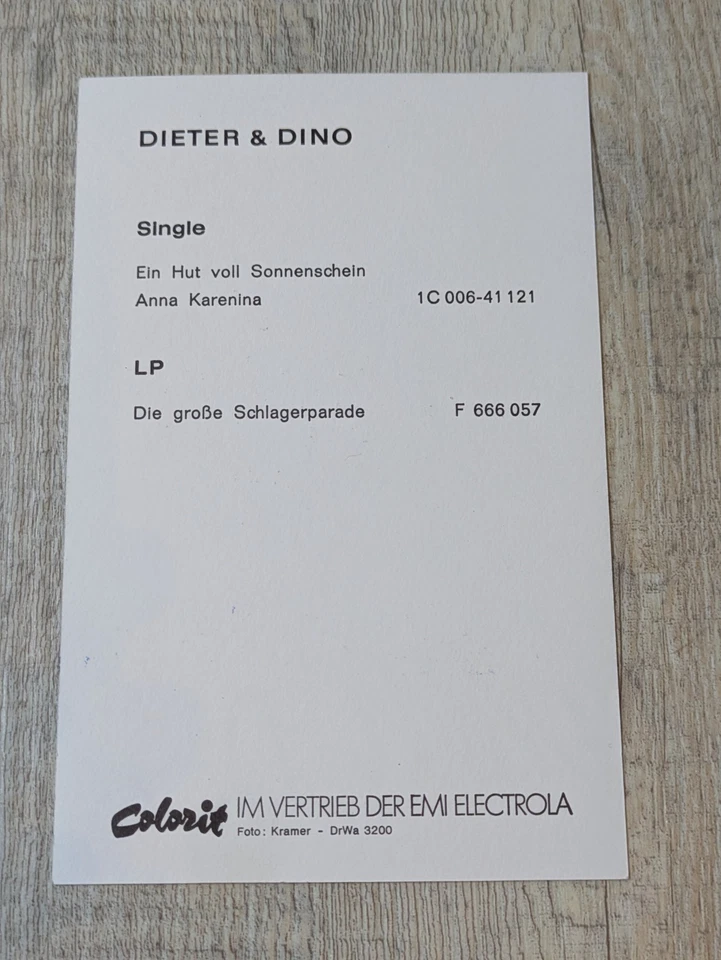 DIETER & DINO
Single
Ein Hut voll Sonnenschein
Anna Karenina 1C 006-41 121
LP
Die große Schlagerparade F 666 057
Colorit IM VERTRIEB DER EMI ELECTROLA
Foto: Kramer - DrWa 3200